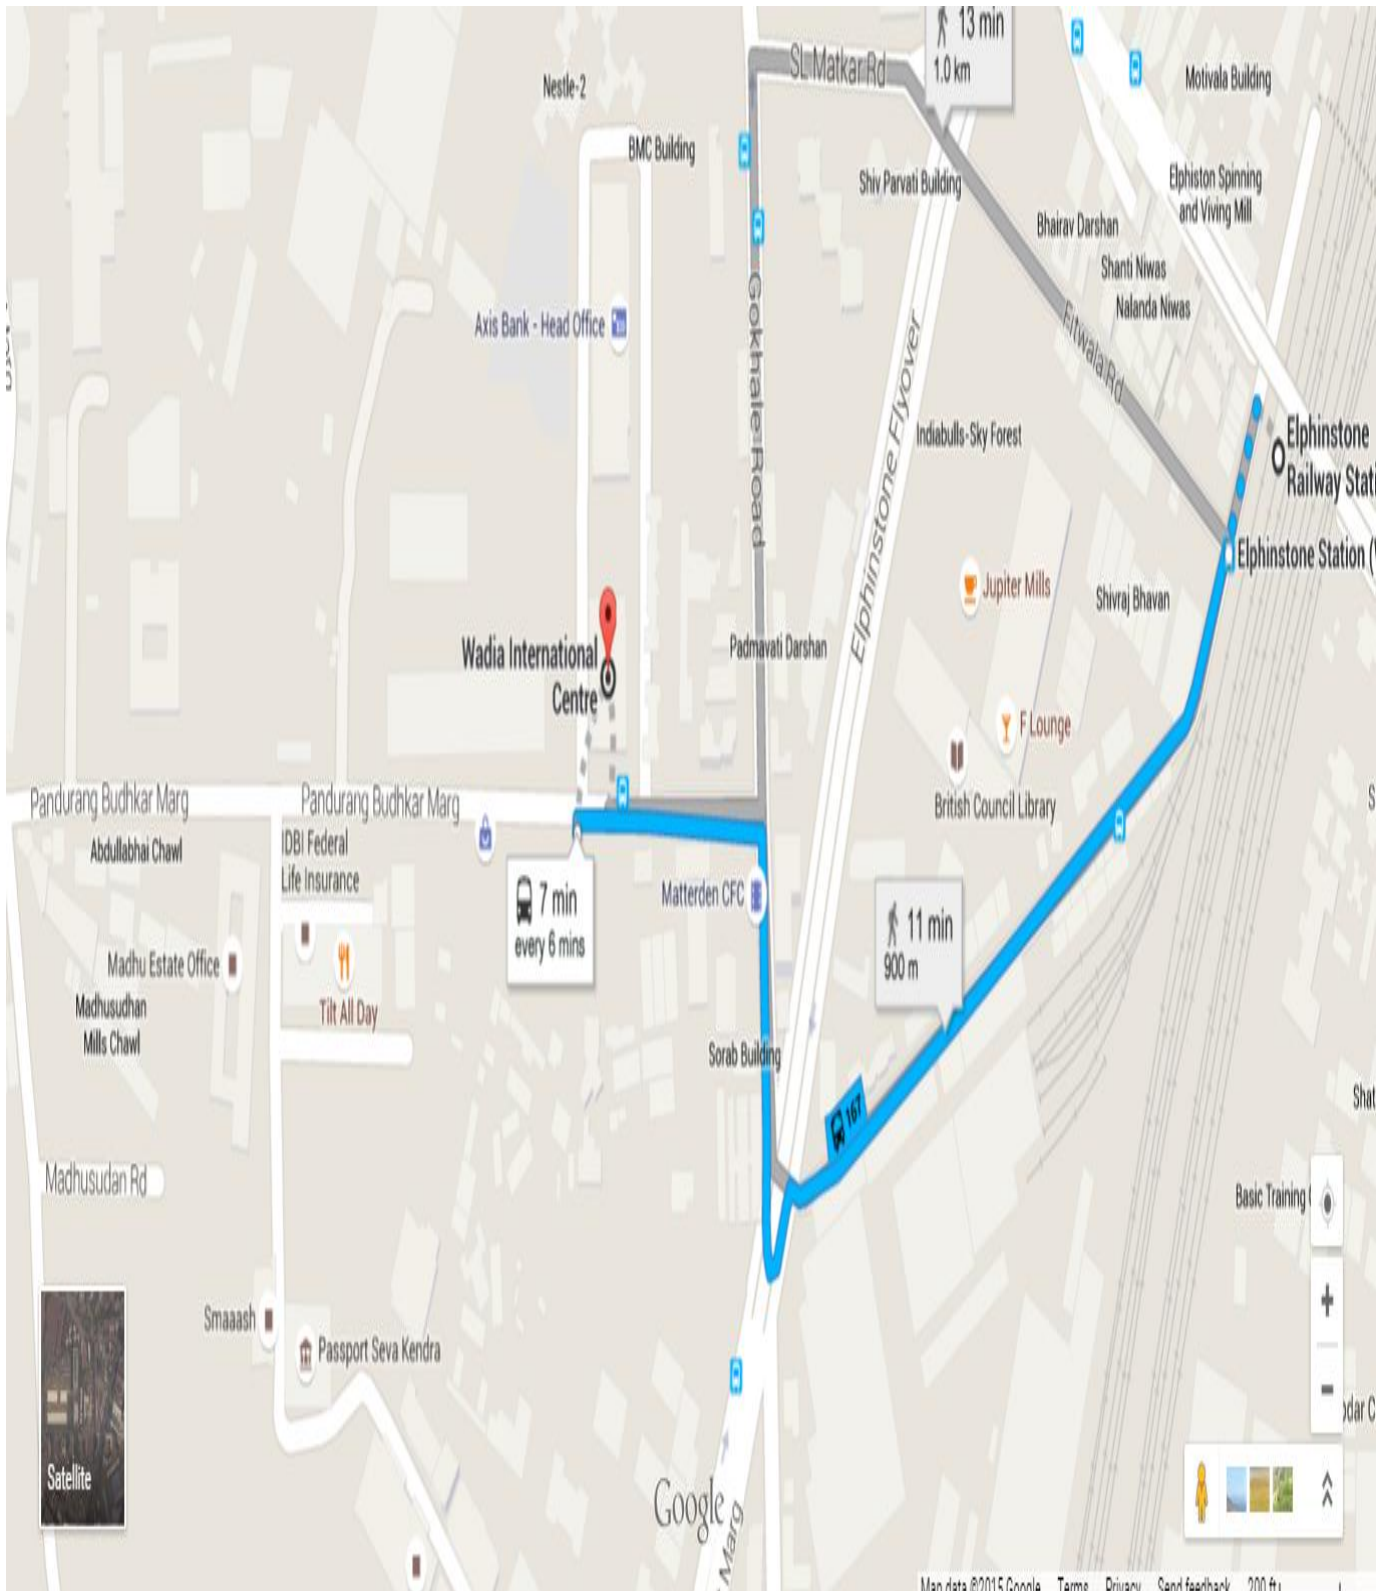 13 min
1.0 km
SL Matkar Rd
Nestle-2
Motivala Building
BMC Building
Shiv Parvati Building
Elphiston Spinning
and Viving Mill
Bhairav Darshan
Shanti Niwas
Nalanda Niwas
Axis Bank - Head Office
Gokhale Road
Fitwala Rd
Elphinstone Flyover
Indiabulls-Sky Forest
Elphinstone
Railway Stati
Elphinstone Station (
Jupiter Mills
Shivraj Bhavan
Wadia International
Centre
Padmavati Darshan
F Lounge
British Council Library
Pandurang Budhkar Marg
Pandurang Budhkar Marg
Abdullabhai Chawl
IDBI Federal
Life Insurance
7 min
every 6 mins
Matterden CFC
11 min
900 m
Madhu Estate Office
Madhusudhan
Mills Chawl
Tilt All Day
Sorab Building
167
Shat
Madhusudan Rd
Basic Training
Smaaash
Passport Seva Kendra
odar C
Satellite
Google
Marg
Map data ©2015 Google Terms Privacy Send feedback 200 ft